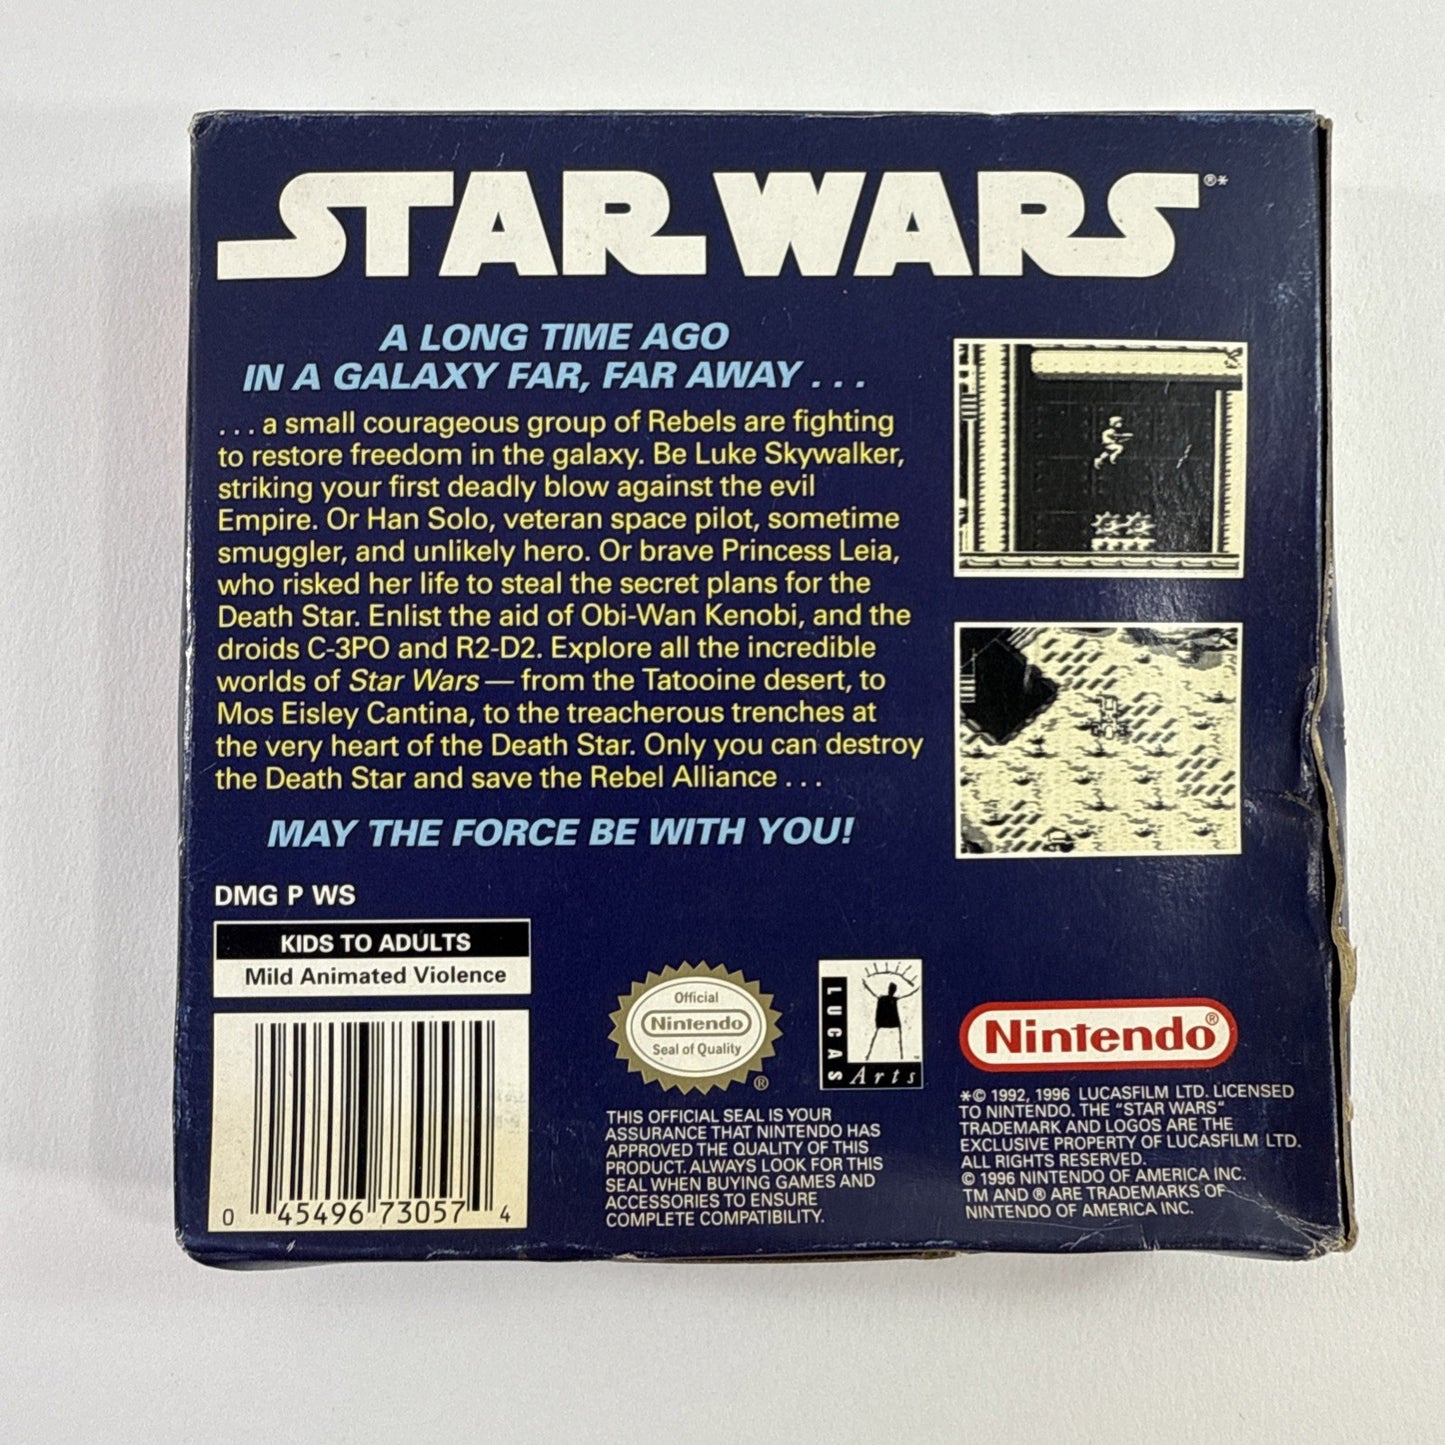 STAR WARS®*
A LONG TIME AGO
IN A GALAXY FAR, FAR AWAY . . .
. . . a small courageous group of Rebels are fighting
to restore freedom in the galaxy. Be Luke Skywalker,
striking your first deadly blow against the evil
Empire. Or Han Solo, veteran space pilot, sometime
smuggler, and unlikely hero. Or brave Princess Leia,
who risked her life to steal the secret plans for the
Death Star. Enlist the aid of Obi-Wan Kenobi, and the
droids C-3PO and R2-D2. Explore all the incredible
worlds of Star Wars — from the Tatooine desert, to
Mos Eisley Cantina, to the treacherous trenches at
the very heart of the Death Star. Only you can destroy
the Death Star and save the Rebel Alliance . . .
MAY THE FORCE BE WITH YOU!
DMG P WS
KIDS TO ADULTS
Mild Animated Violence
0 45496 73057 4
Official
Nintendo
Seal of Quality
®
THIS OFFICIAL SEAL IS YOUR
ASSURANCE THAT NINTENDO HAS
APPROVED THE QUALITY OF THIS
PRODUCT. ALWAYS LOOK FOR THIS
SEAL WHEN BUYING GAMES AND
ACCESSORIES TO ENSURE
COMPLETE COMPATIBILITY.
LUCAS
Arts
™
Nintendo®
*© 1992, 1996 LUCASFILM LTD. LICENSED
TO NINTENDO. THE "STAR WARS"
TRADEMARK AND LOGOS ARE THE
EXCLUSIVE PROPERTY OF LUCASFILM LTD.
ALL RIGHTS RESERVED.
© 1996 NINTENDO OF AMERICA INC.
TM AND ® ARE TRADEMARKS OF
NINTENDO OF AMERICA INC.